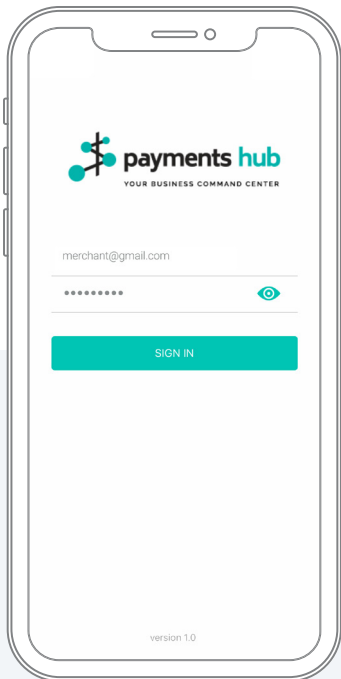 payments hub
YOUR BUSINESS COMMAND CENTER
merchant@gmail.com
•••••••••
SIGN IN
version 1.0